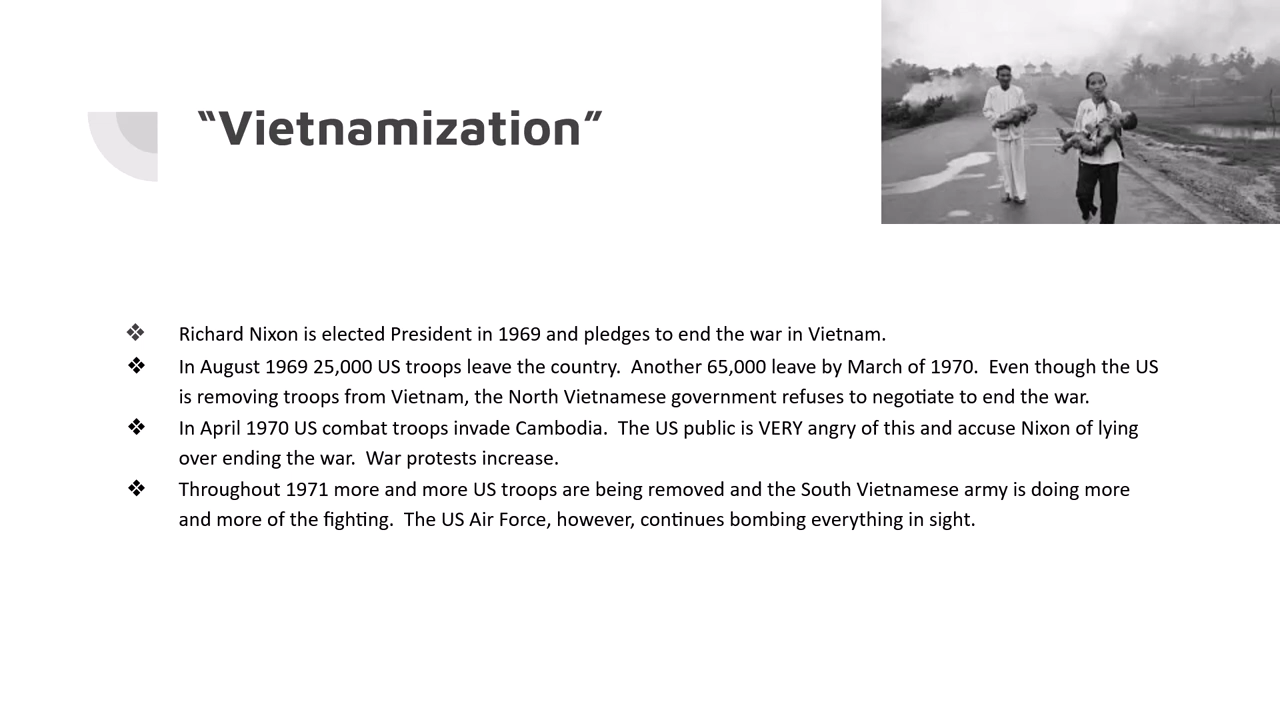 “Vietnamization”
❖ Richard Nixon is elected President in 1969 and pledges to end the war in Vietnam.
❖ In August 1969 25,000 US troops leave the country.  Another 65,000 leave by March of 1970.  Even though the US
is removing troops from Vietnam, the North Vietnamese government refuses to negotiate to end the war.
❖ In April 1970 US combat troops invade Cambodia.  The US public is VERY angry of this and accuse Nixon of lying
over ending the war.  War protests increase.
❖ Throughout 1971 more and more US troops are being removed and the South Vietnamese army is doing more
and more of the fighting.  The US Air Force, however, continues bombing everything in sight.